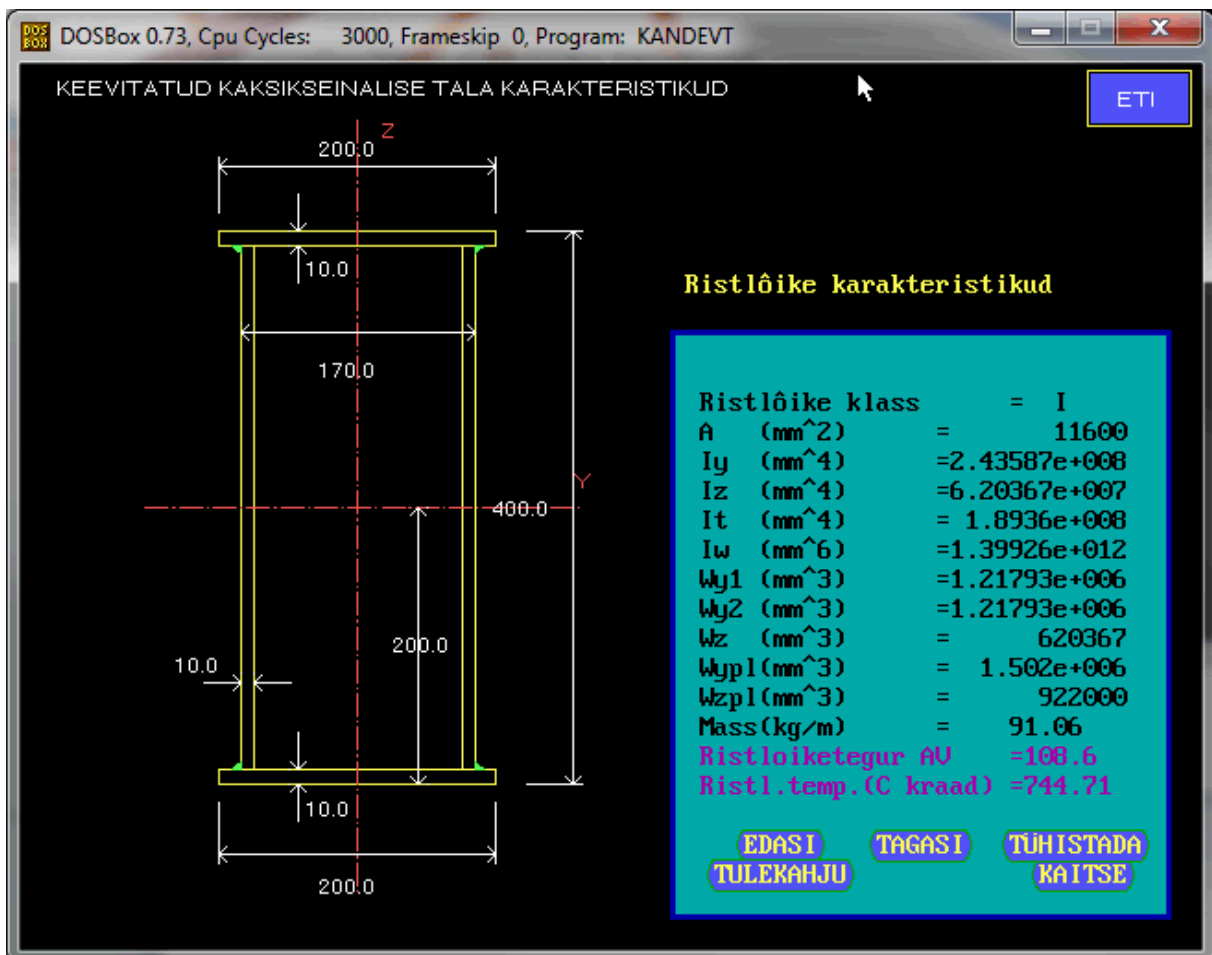 DOSBox 0.73, Cpu Cycles: 3000, Frameskip 0, Program: KANDEVT
KEEVITATUD KAKSIKSEINALISE TALA KARAKTERISTIKUD
ETI
Z
200.0
10.0
170.0
Y
400.0
200.0
10.0
10.0
200.0
Ristlôike karakteristikud
Ristlôike klass = I
A (mm^2) = 11600
Iy (mm^4) =2.43587e+008
Iz (mm^4) =6.20367e+007
It (mm^4) = 1.8936e+008
Iw (mm^6) =1.39926e+012
Wy1 (mm^3) =1.21793e+006
Wy2 (mm^3) =1.21793e+006
Wz (mm^3) = 620367
Wypl(mm^3) = 1.502e+006
Wzpl(mm^3) = 922000
Mass(kg/m) = 91.06
Ristloiketegur AV =108.6
Ristl.temp.(C kraad) =744.71
EDASI TAGASI TÜHISTADA
TULEKAHJU KAITSE